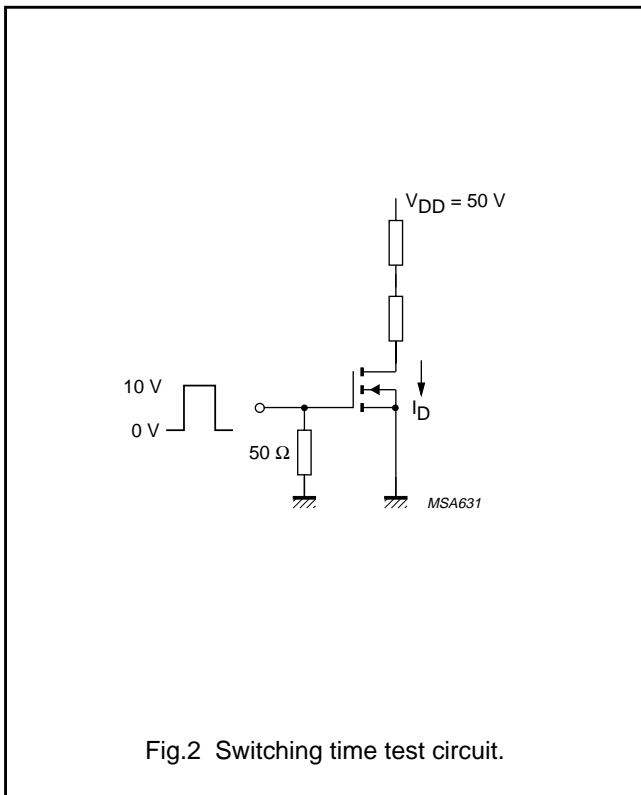 V_DD = 50 V
10 V
0 V
I_D
50 Ω
MSA631
Fig.2 Switching time test circuit.